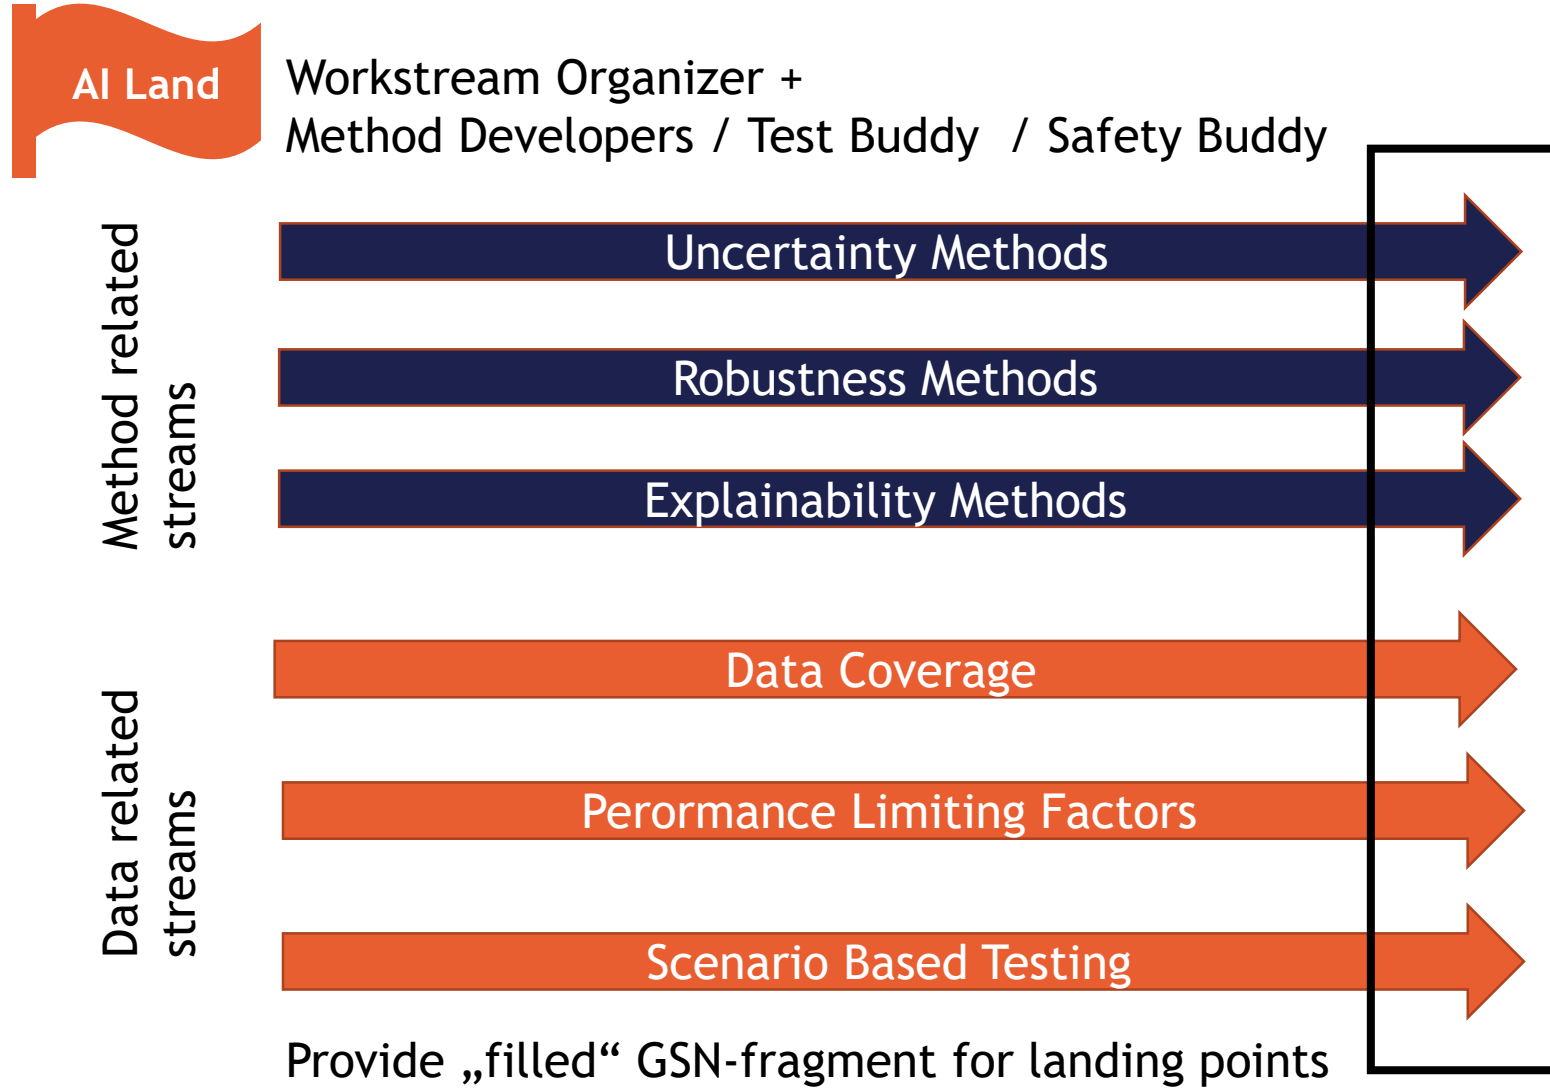 AI Land
Workstream Organizer +
Method Developers / Test Buddy / Safety Buddy
Method related
streams
Uncertainty Methods
Robustness Methods
Explainability Methods
Data related
streams
Data Coverage
Perormance Limiting Factors
Scenario Based Testing
Provide „filled“ GSN-fragment for landing points